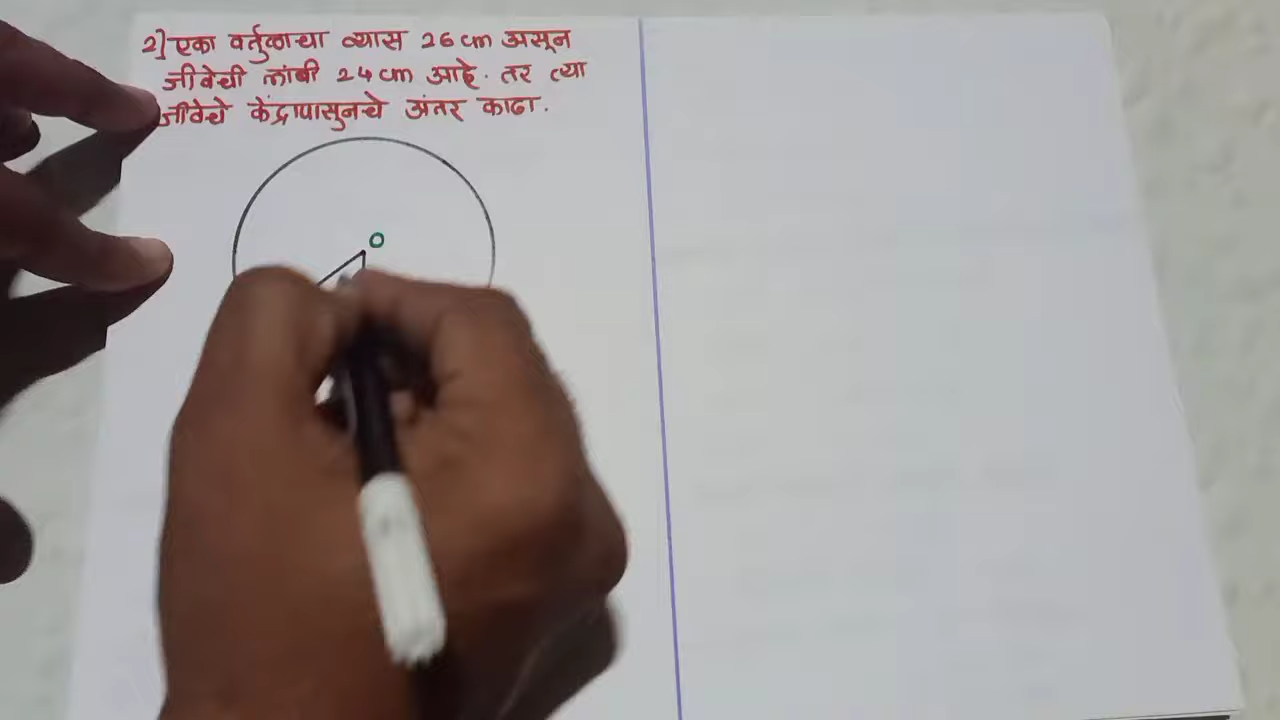 2] एका वर्तुळाचा व्यास 26 cm असून
जीवेची लांबी 24 cm आहे. तर त्या
जीवेचे केंद्रापासुनचे अंतर काढा.
O